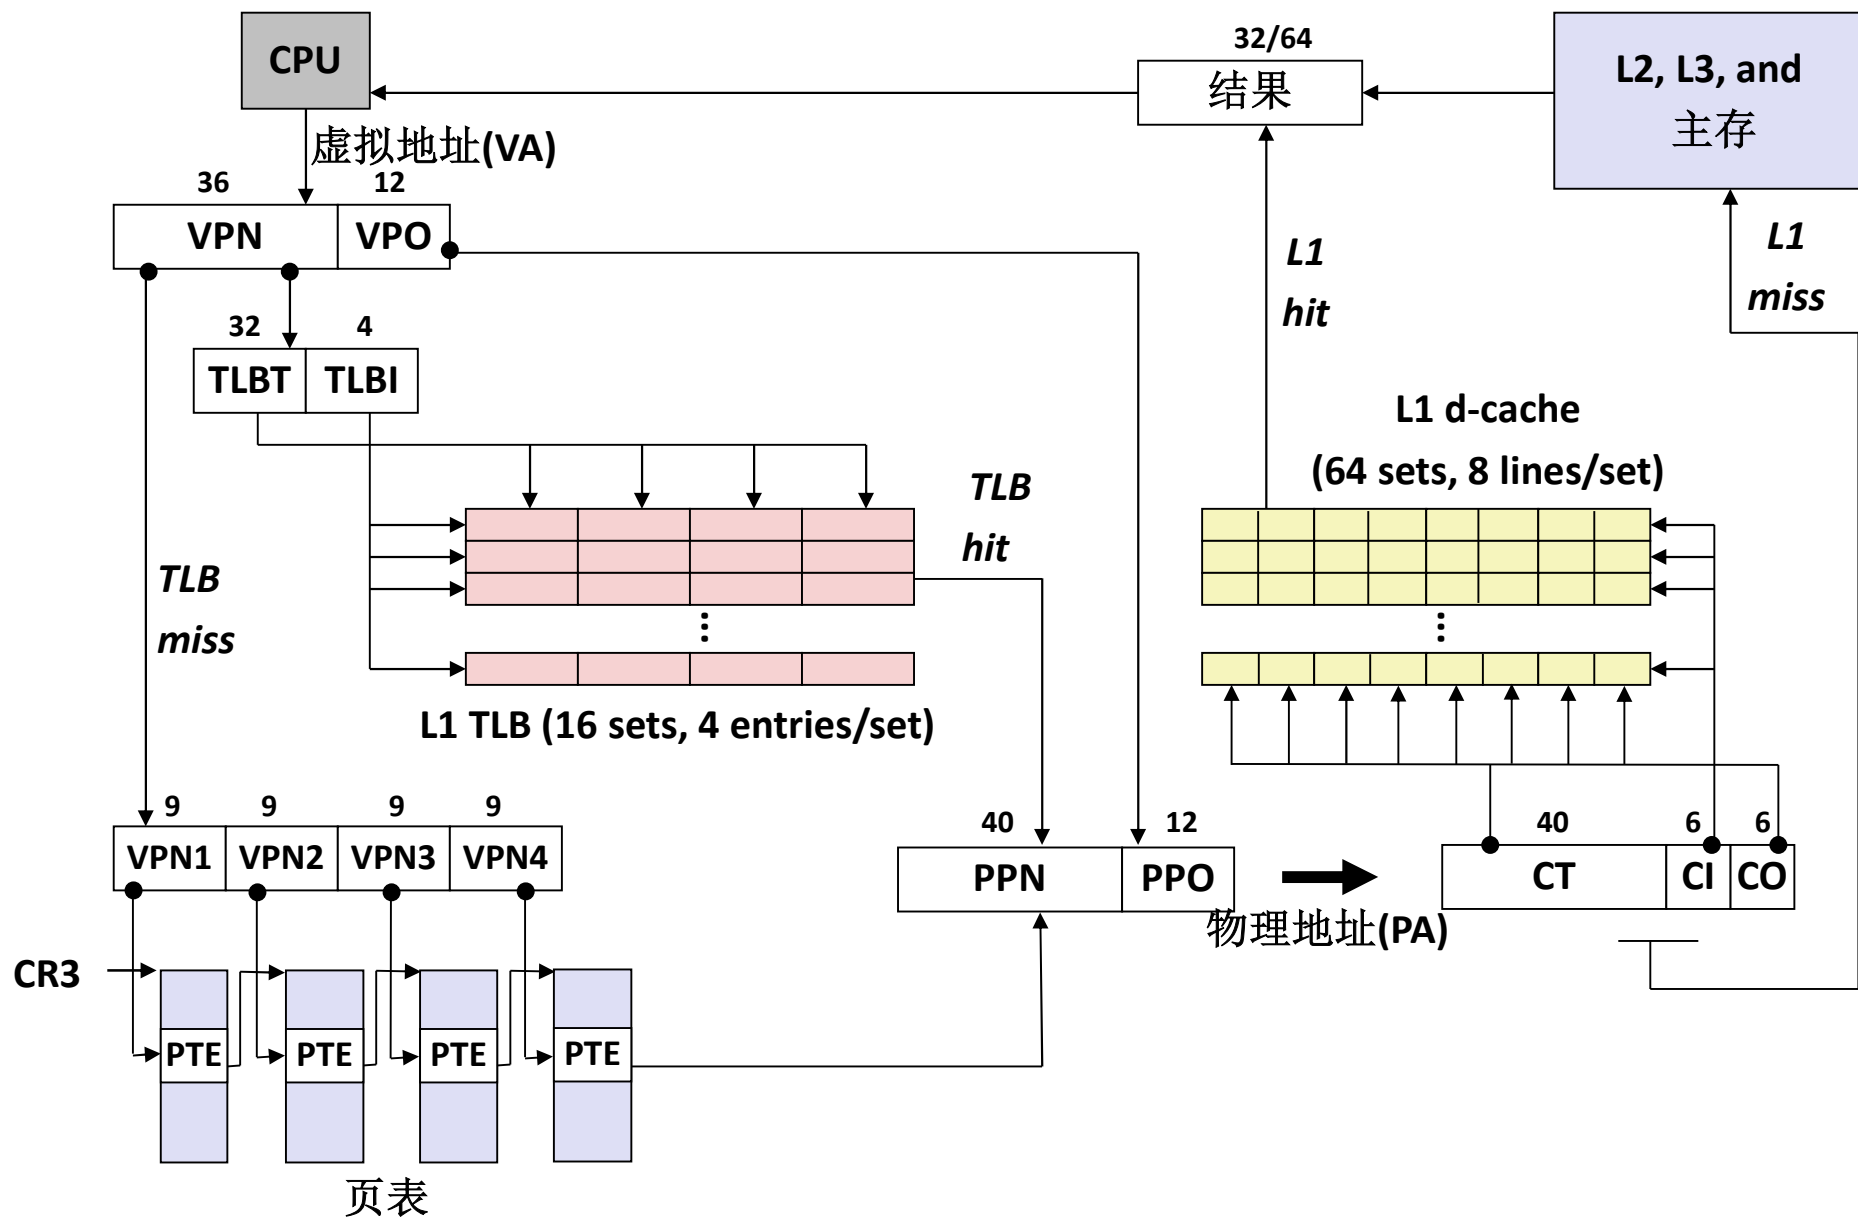 CPU
32/64
结果
L2, L3, and
主存
虚拟地址(VA)
36
12
VPN
VPO
L1
hit
L1
miss
32
4
TLBT
TLBI
L1 d-cache
(64 sets, 8 lines/set)
TLB
hit
TLB
miss
...
...
L1 TLB (16 sets, 4 entries/set)
9
9
9
9
VPN1
VPN2
VPN3
VPN4
40
12
PPN
PPO
40
6
6
CT
CI
CO
物理地址(PA)
CR3
PTE
PTE
PTE
PTE
页表